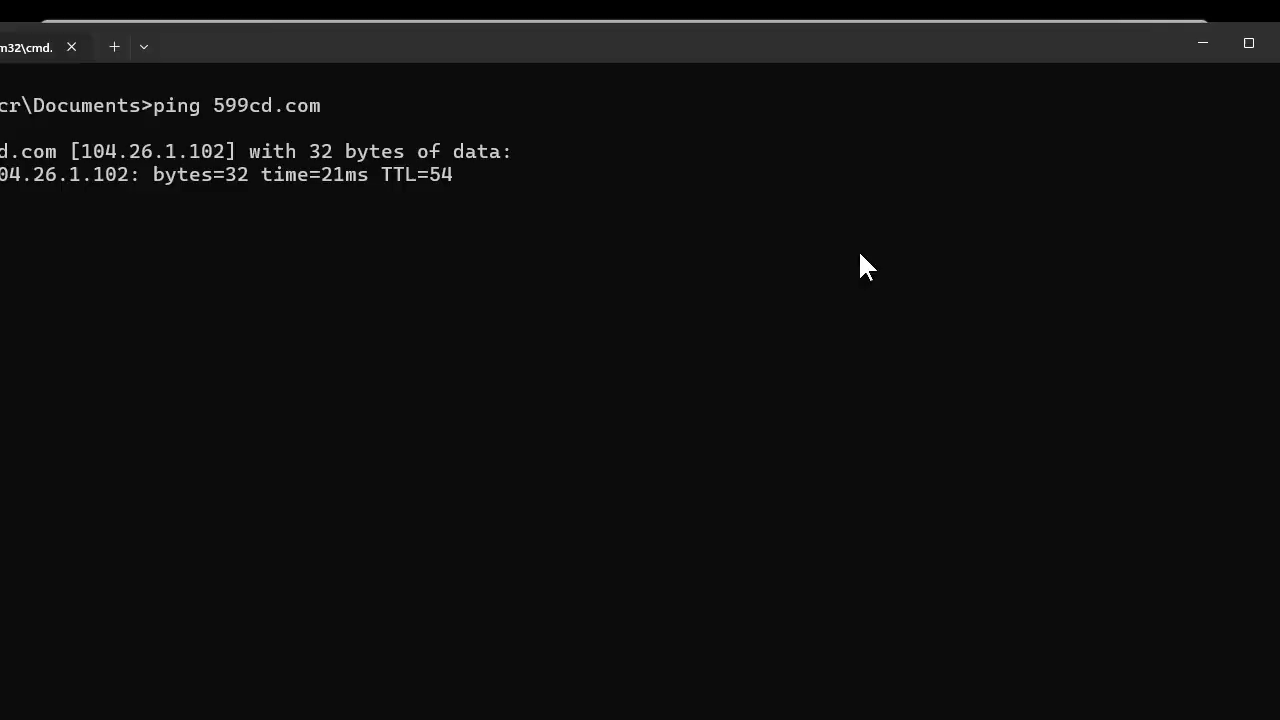 m32\cmd.
cr\Documents>ping 599cd.com
d.com [104.26.1.102] with 32 bytes of data:
04.26.1.102: bytes=32 time=21ms TTL=54